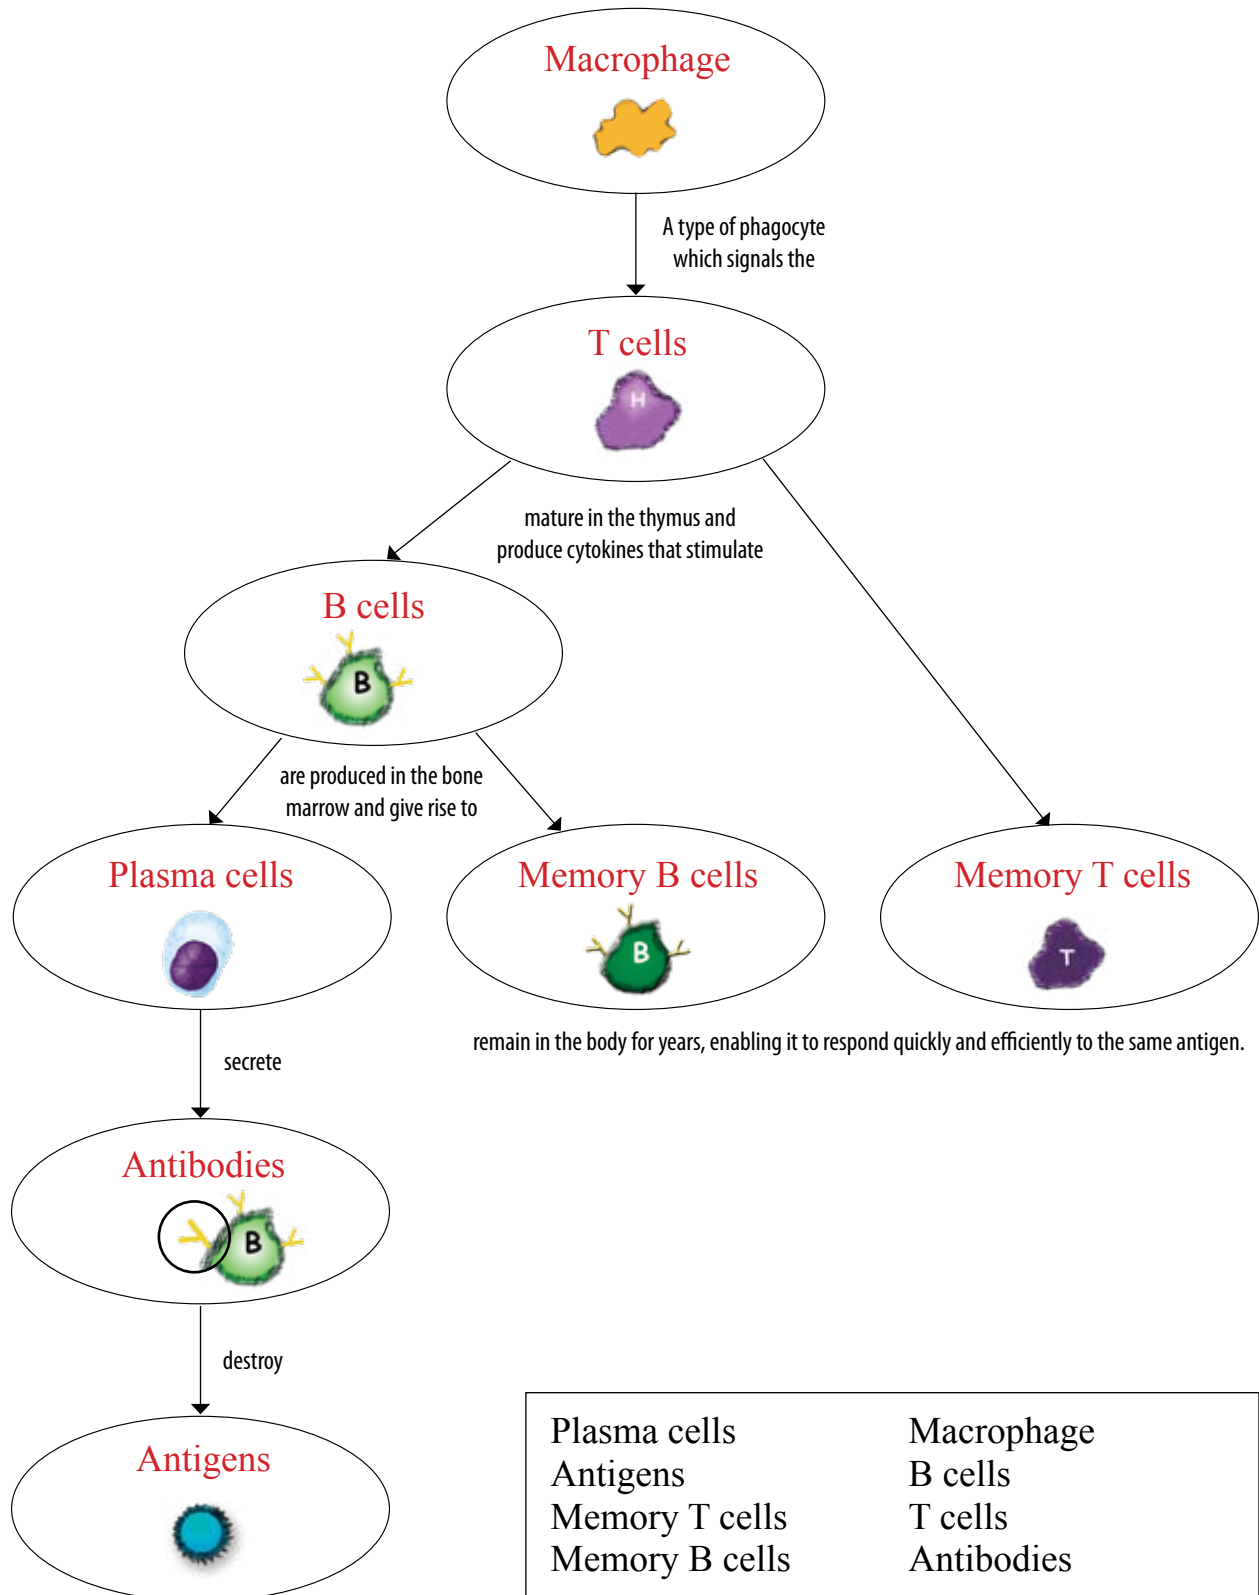 Macrophage
A type of phagocyte
which signals the
T cells
H
mature in the thymus and
produce cytokines that stimulate
B cells
B
are produced in the bone
marrow and give rise to
Plasma cells
Memory B cells
B
Memory T cells
T
remain in the body for years, enabling it to respond quickly and efficiently to the same antigen.
secrete
Antibodies
B
destroy
Antigens
Plasma cells
Antigens
Memory T cells
Memory B cells
Macrophage
B cells
T cells
Antibodies